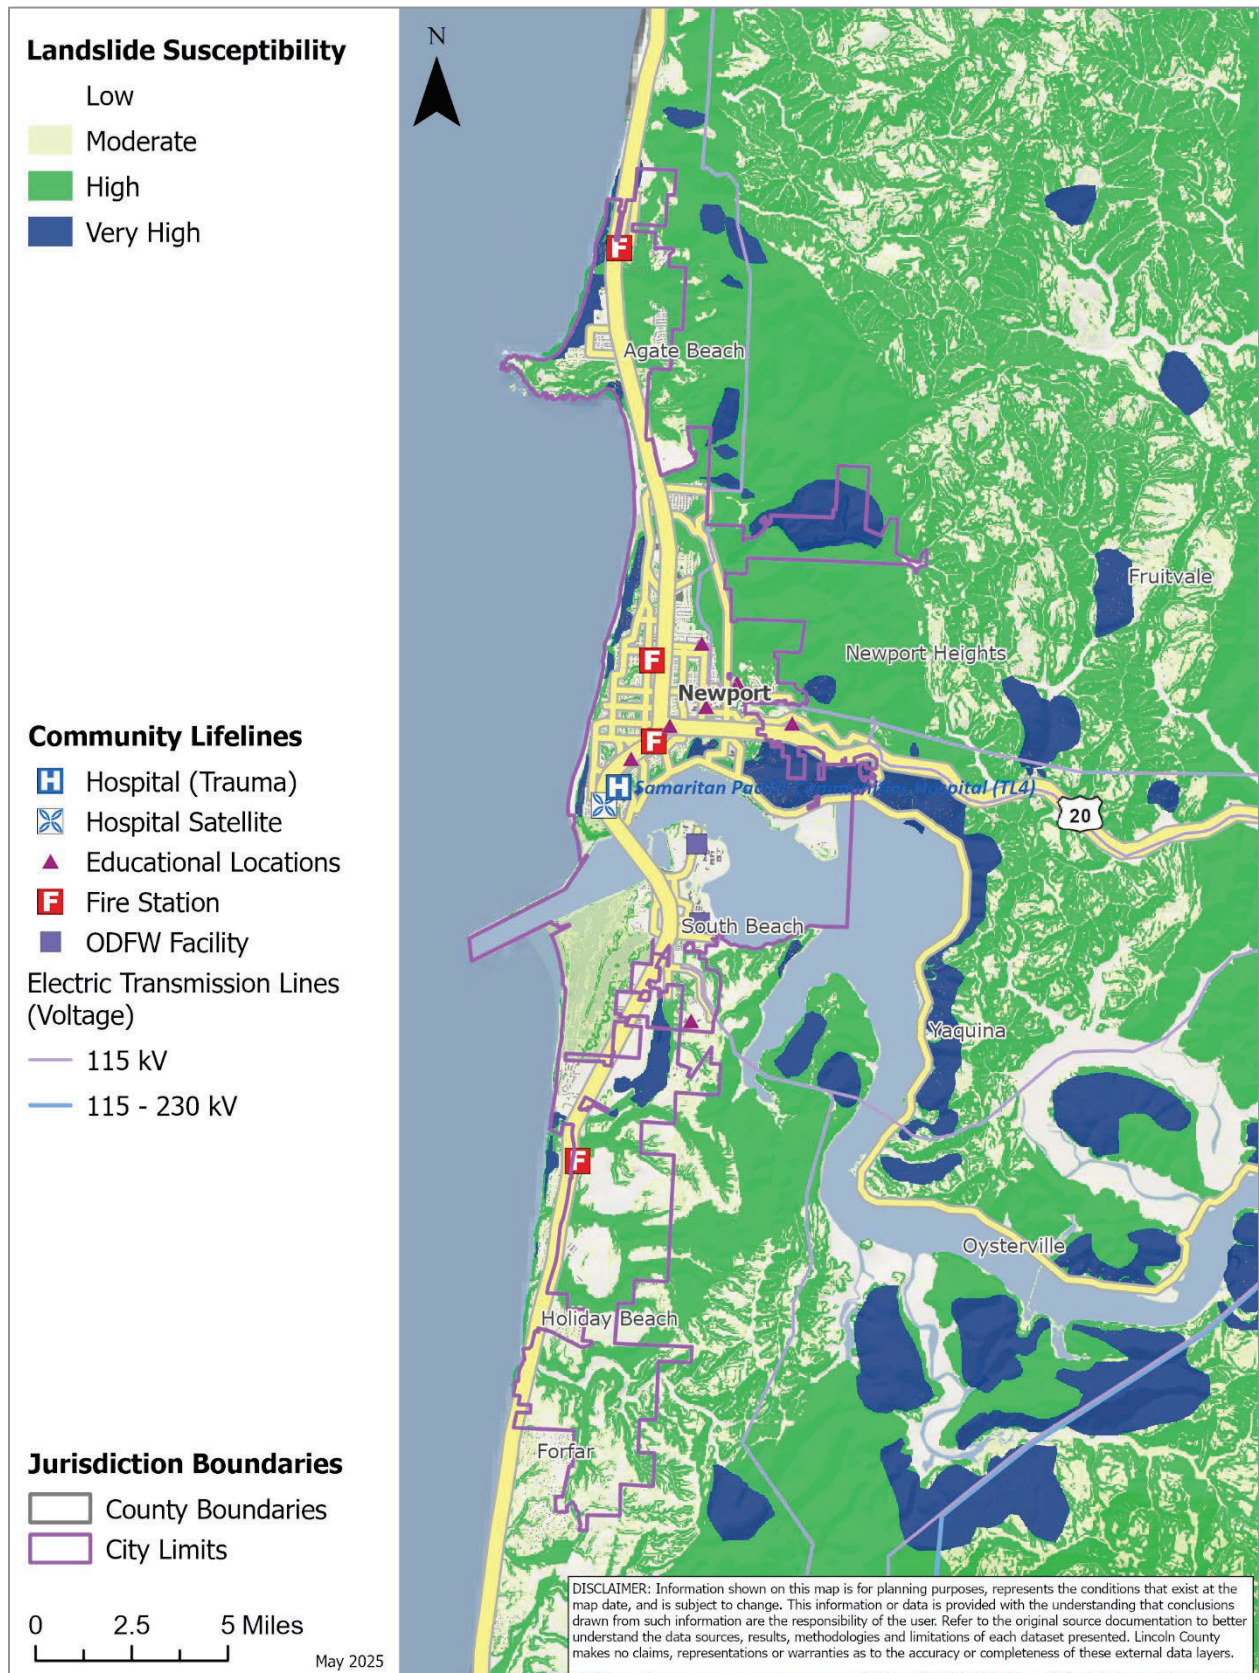 Landslide Susceptibility
Low
Moderate
High
Very High
Community Lifelines
H Hospital (Trauma)
Hospital Satellite
Educational Locations
F Fire Station
ODFW Facility
Electric Transmission Lines
(Voltage)
115 kV
115 - 230 kV
Jurisdiction Boundaries
County Boundaries
City Limits
0 2.5 5 Miles
May 2025
N
F
Agate Beach
Fruitvale
Newport Heights
F
Newport
F
H Samaritan Pacific Communities Hospital (TL4)
20
South Beach
Yaquina
F
Oysterville
Holiday Beach
Forfar
DISCLAIMER: Information shown on this map is for planning purposes, represents the conditions that exist at the
map date, and is subject to change. This information or data is provided with the understanding that conclusions
drawn from such information are the responsibility of the user. Refer to the original source documentation to better
understand the data sources, results, methodologies and limitations of each dataset presented. Lincoln County
makes no claims, representations or warranties as to the accuracy or completeness of these external data layers.